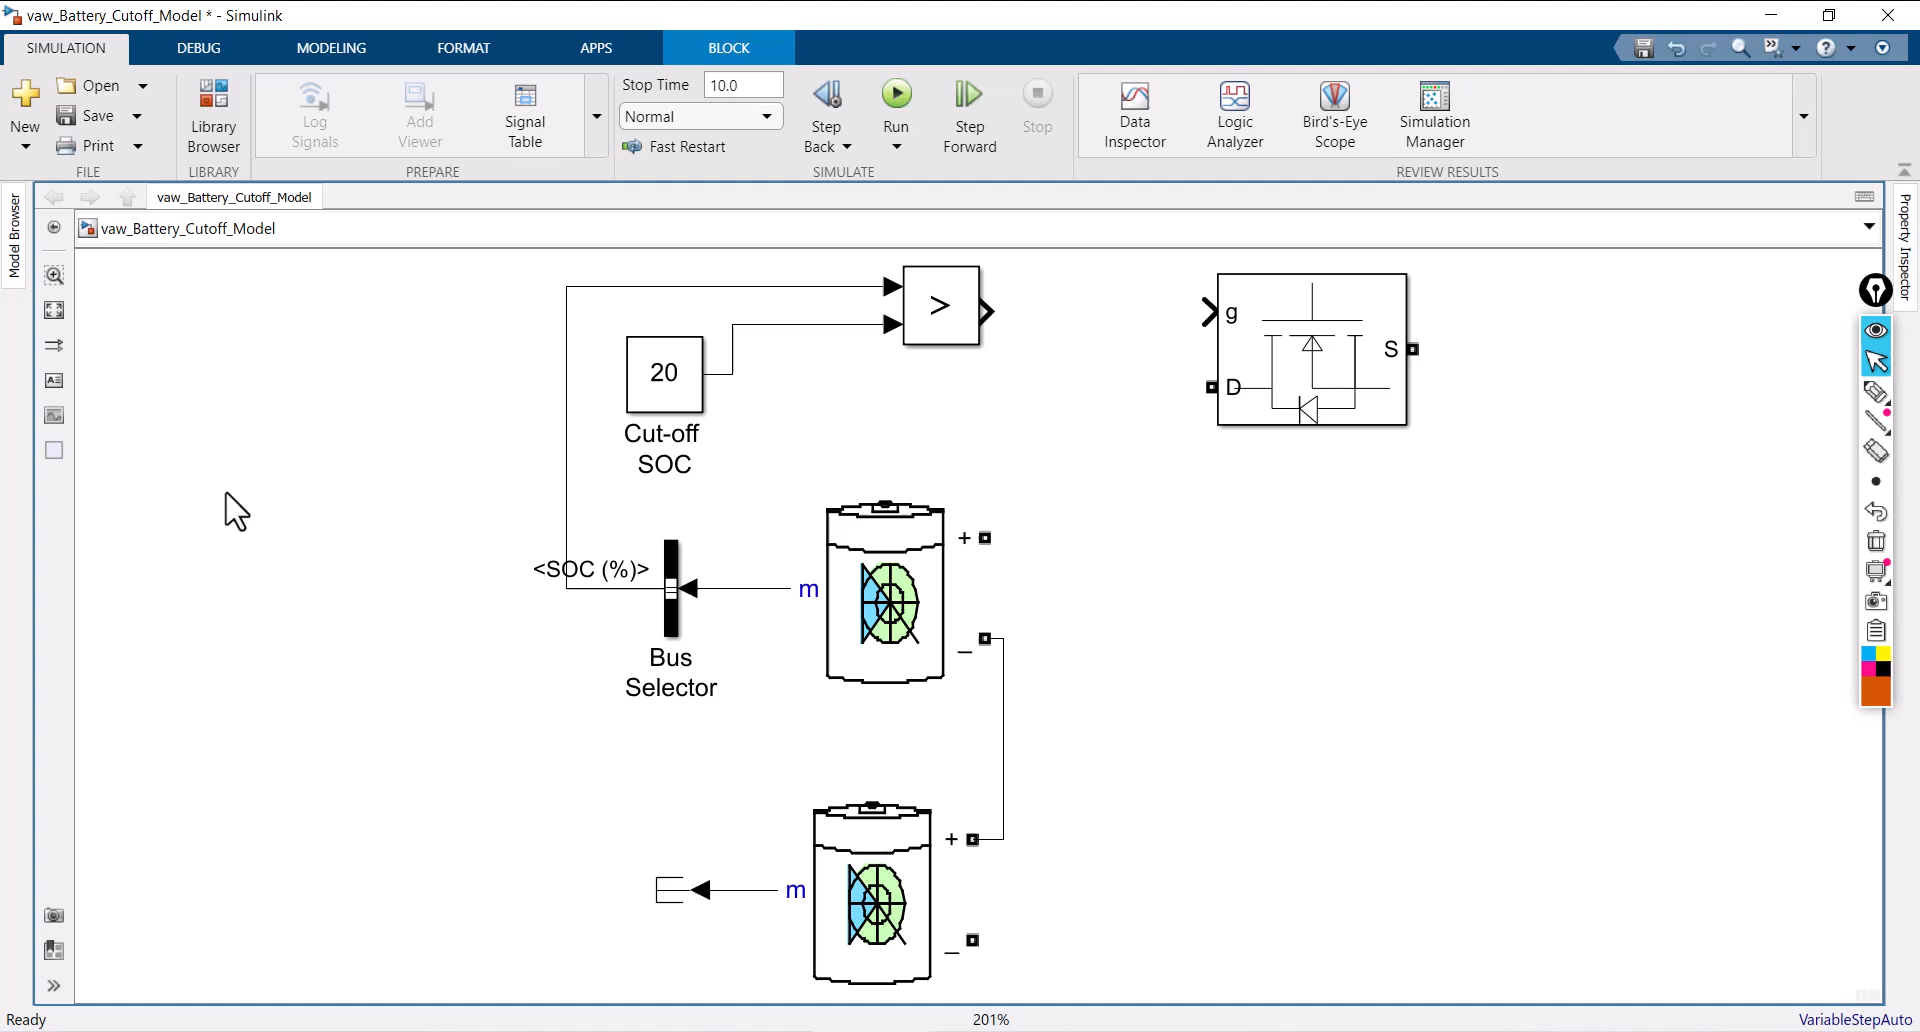 vaw_Battery_Cutoff_Model * - Simulink
SIMULATION DEBUG MODELING FORMAT APPS BLOCK
New
Open
Save
Print
FILE
Library
Browser
LIBRARY
Log
Signals
Add
Viewer
Signal
Table
PREPARE
Stop Time 10.0
Normal
Fast Restart
Step
Back
Run
Step
Forward
Stop
SIMULATE
Data
Inspector
Logic
Analyzer
Bird's-Eye
Scope
Simulation
Manager
REVIEW RESULTS
Model Browser
vaw_Battery_Cutoff_Model
vaw_Battery_Cutoff_Model
Property Inspector
>
20
Cut-off
SOC
g
D
S
<SOC (%)>
Bus
Selector
m
+
_
m
+
_
Ready
201%
VariableStepAuto